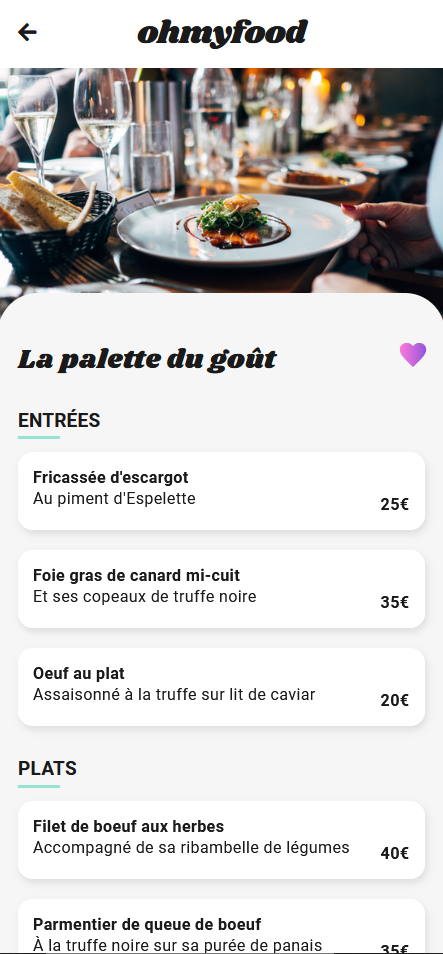 ohmyfood
La palette du goût
ENTRÉES
Fricassée d'escargot
Au piment d'Espelette
25€
Foie gras de canard mi-cuit
Et ses copeaux de truffe noire
35€
Oeuf au plat
Assaisonné à la truffe sur lit de caviar
20€
PLATS
Filet de boeuf aux herbes
Accompagné de sa ribambelle de légumes
40€
Parmentier de queue de boeuf
À la truffe noire sur sa purée de panais
35€